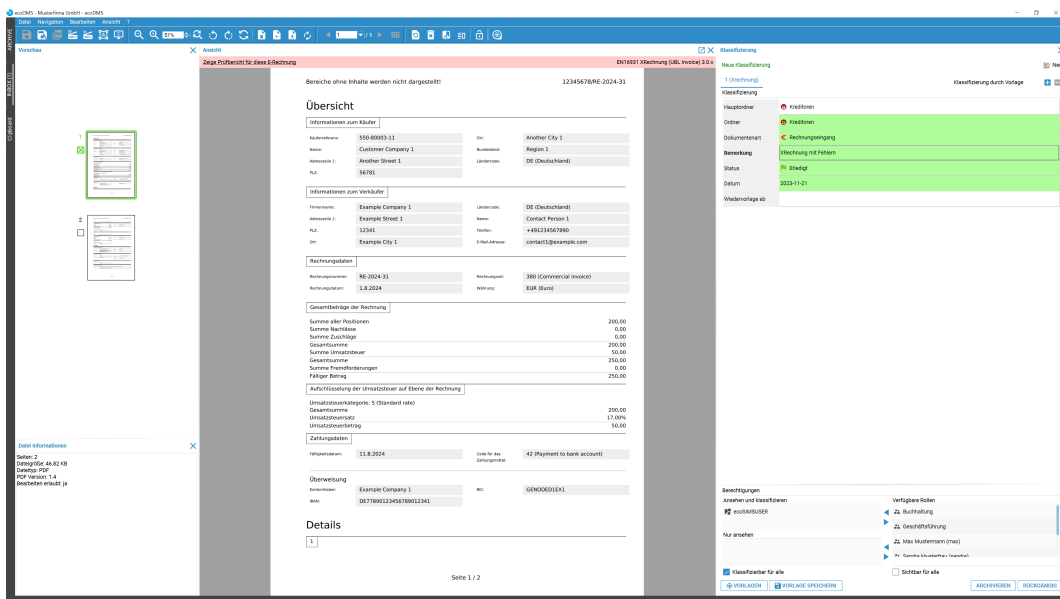 ecoDMS - Musterfirma GmbH - ecoDMS
Datei Navigation Bearbeiten Ansicht ?
51% 1 / 1
ARCHIVE
INBOX (1)
Clipboard
Vorschau
1
2
Datei Informationen
Seiten: 2
Dateigröße: 46.82 KB
Dateityp: PDF
PDF Version: 1.4
Bearbeiten erlaubt: ja
Ansicht
Zeige Prüfbericht für diese E-Rechnung EN16931 XRechnung (UBL Invoice) 3.0.x
Bereiche ohne Inhalte werden nicht dargestellt! 12345678/RE-2024-31
Übersicht
Informationen zum Käufer
Käuferreferenz: 550-80003-11 Ort: Another City 1
Name: Customer Company 1 Bundesland: Region 1
Adresszeile 1: Another Street 1 Ländercode: DE (Deutschland)
PLZ: 56781
Informationen zum Verkäufer
Firmenname: Example Company 1 Ländercode: DE (Deutschland)
Adresszeile 1: Example Street 1 Name: Contact Person 1
PLZ: 12341 Telefon: +491234567890
Ort: Example City 1 E-Mail-Adresse: contact1@example.com
Rechnungsdaten
Rechnungsnummer: RE-2024-31 Rechnungsart: 380 (Commercial invoice)
Rechnungsdatum: 1.8.2024 Währung: EUR (Euro)
Gesamtbeträge der Rechnung
Summe aller Positionen 200,00
Summe Nachlässe 0,00
Summe Zuschläge 0,00
Gesamtsumme 200,00
Summe Umsatzsteuer 50,00
Gesamtsumme 250,00
Summe Fremdforderungen 0,00
Fälliger Betrag 250,00
Aufschlüsselung der Umsatzsteuer auf Ebene der Rechnung
Umsatzsteuerkategorie: S (Standard rate)
Gesamtsumme 200,00
Umsatzsteuersatz 17.00%
Umsatzsteuerbetrag 50,00
Zahlungsdaten
Fälligkeitsdatum: 11.8.2024 Code für das Zahlungsmittel: 42 (Payment to bank account)
Überweisung
Kontoinhaber: Example Company 1 BIC: GENODED1EX1
IBAN: DE77890123456789012341
Details
1
Seite 1 / 2
Klassifizierung
Neue Klassifizierung Ne
1 (Xrechnung) Klassifizierung durch Vorlage
Klassifizierung
Hauptordner Kreditoren
Ordner Kreditoren
Dokumentenart Rechnungseingang
Bemerkung XRechnung mit Fehlern
Status Erledigt
Datum 2023-11-21
Wiedervorlage ab
Berechtigungen
Ansehen und klassifizieren Verfügbare Rollen
ecoSIMSUSER Buchhaltung
Geschäftsführung
Nur ansehen
Max Mustermann (max)
Sandra Musterfrau (sandra)
Klassifizierbar für alle Sichtbar für alle
VORLAGEN VORLAGE SPEICHERN ARCHIVIEREN RÜCKGÄNGIG